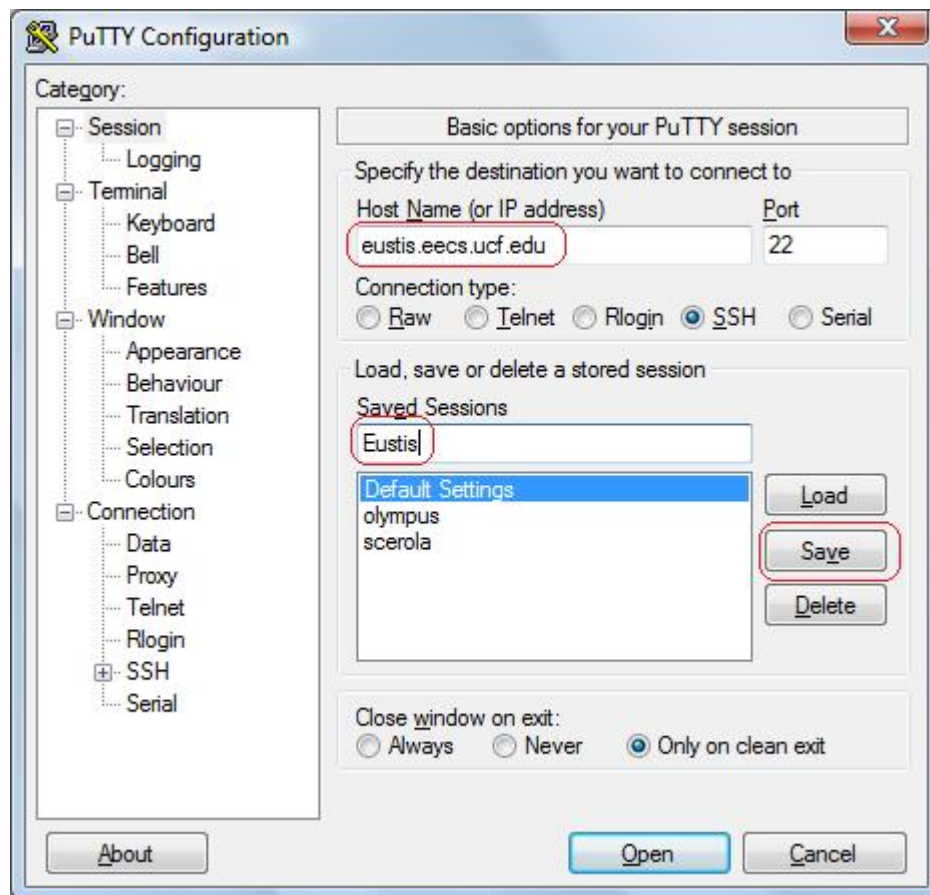 PuTTY Configuration
Category:
Session
Logging
Terminal
Keyboard
Bell
Features
Window
Appearance
Behaviour
Translation
Selection
Colours
Connection
Data
Proxy
Telnet
Rlogin
SSH
Serial
Basic options for your PuTTY session
Specify the destination you want to connect to
Host Name (or IP address) Port
eustis.eecs.ucf.edu 22
Connection type:
Raw Telnet Rlogin SSH Serial
Load, save or delete a stored session
Saved Sessions
Eustis
Default Settings
olympus
scerola
Load
Save
Delete
Close window on exit:
Always Never Only on clean exit
About Open Cancel